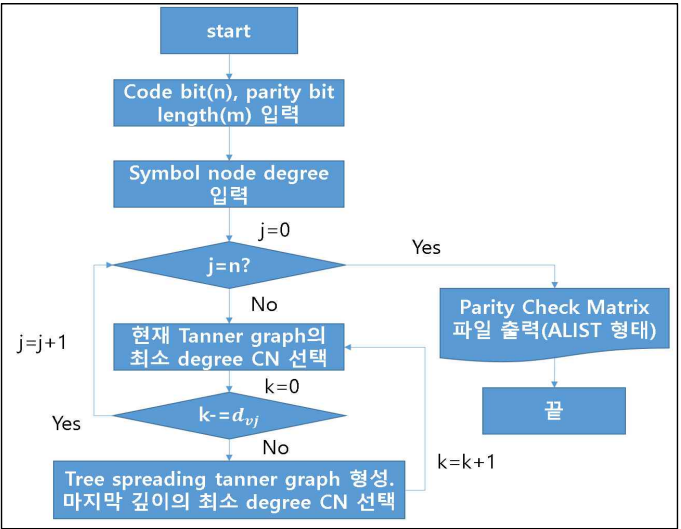 start
Code bit(n), parity bit
length(m) 입력
Symbol node degree
입력
j=0
j=n?
Yes
No
Parity Check Matrix
파일 출력(ALIST 형태)
j=j+1
현재 Tanner graph의
최소 degree CN 선택
k=0
끝
k-=d_vj
Yes
No
k=k+1
Tree spreading tanner graph 형성.
마지막 깊이의 최소 degree CN 선택